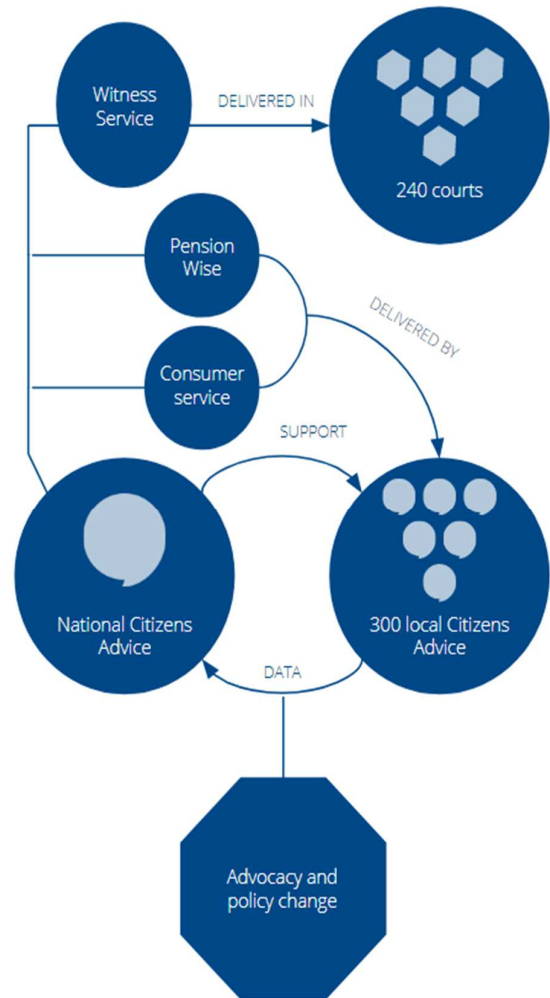 Witness
Service
DELIVERED IN
240 courts
Pension
Wise
DELIVERED BY
Consumer
service
SUPPORT
National Citizens
Advice
300 local Citizens
Advice
DATA
Advocacy and
policy change